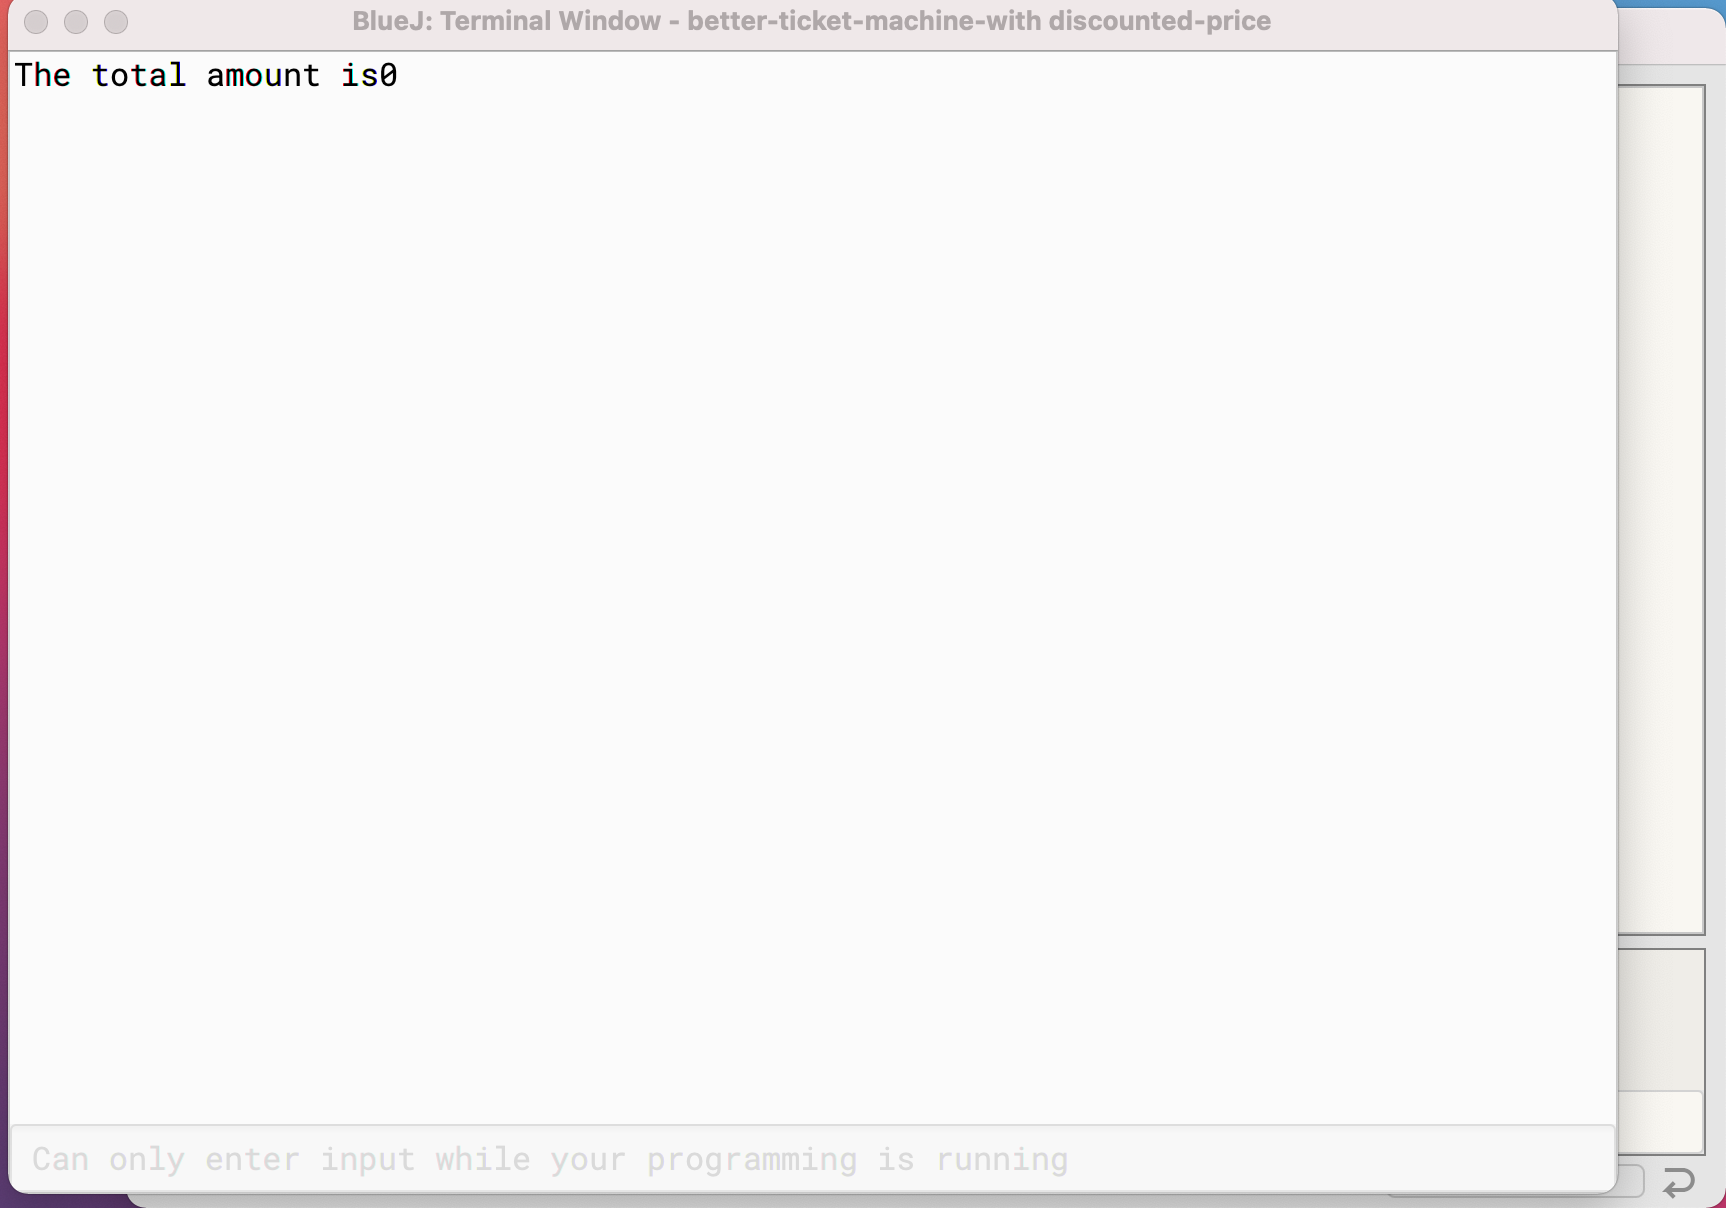 BlueJ: Terminal Window - better-ticket-machine-with discounted-price
The total amount is0
Can only enter input while your programming is running